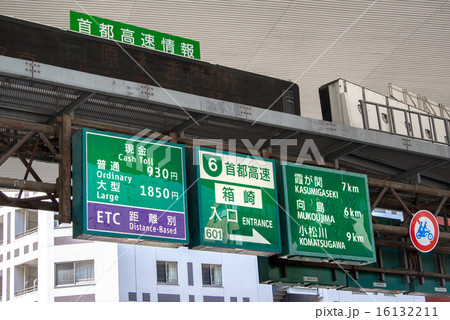 首都高速情報
現金
Cash Toll
普通 930円
Ordinary
大型 1850円
Large
ETC 距離別
Distance-Based
6 首都高速
箱崎
入口 ENTRANCE
601
霞が関 7km
KASUMIGASEKI
向島 6km
MUKOUJIMA
小松川 9km
KOMATSUGAWA
PIXTA
pixta.jp - 16132211